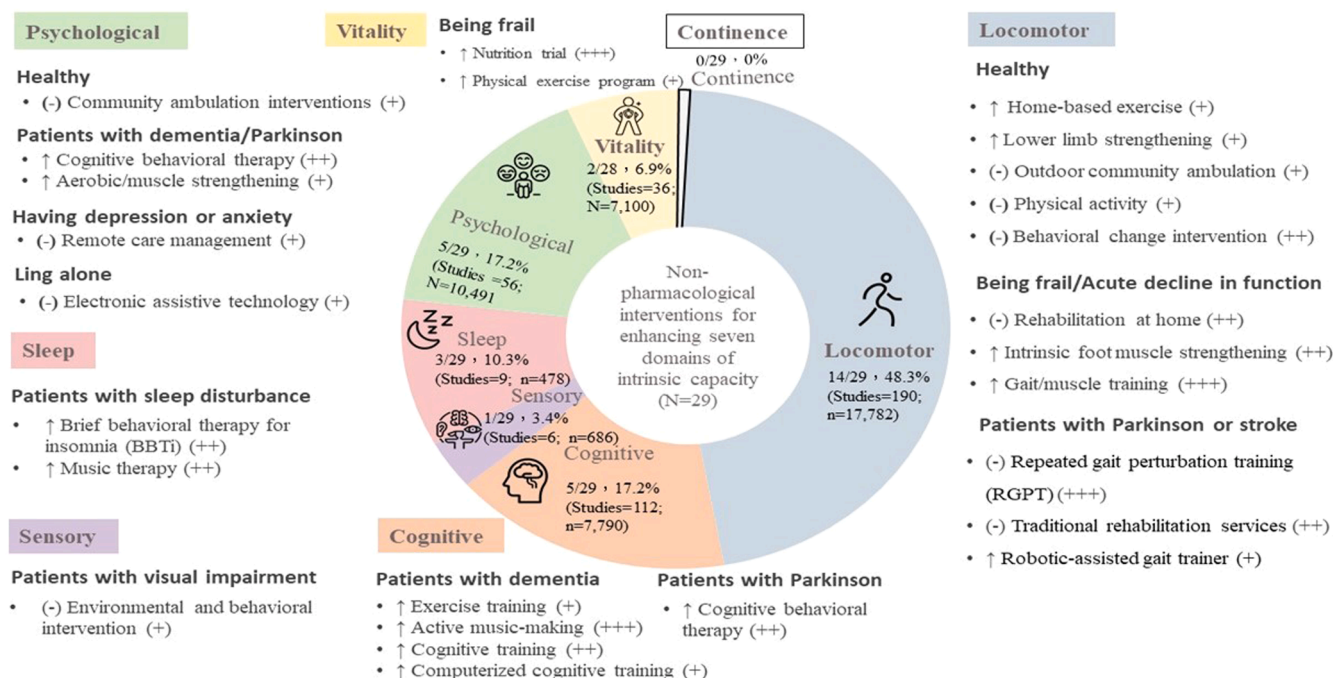 Psychological
Healthy
• (-) Community ambulation interventions (+)
Patients with dementia/Parkinson
• ↑ Cognitive behavioral therapy (++)
• ↑ Aerobic/muscle strengthening (+)
Having depression or anxiety
• (-) Remote care management (+)
Ling alone
• (-) Electronic assistive technology (+)
Sleep
Patients with sleep disturbance
• ↑ Brief behavioral therapy for
insomnia (BBTi) (++)
• ↑ Music therapy (++)
Sensory
Patients with visual impairment
• (-) Environmental and behavioral
intervention (+)
Vitality
Being frail
• ↑ Nutrition trial (+++)
• ↑ Physical exercise program (+)
Continence
0/29，0%
Continence
Vitality
2/28，6.9%
(Studies=36;
N=7,100)
Psychological
5/29，17.2%
(Studies =56;
N=10,491
Z Z Z
Sleep
3/29，10.3%
(Studies=9; n=478)
Sensory
1/29，3.4%
(Studies=6; n=686)
Cognitive
5/29，17.2%
(Studies=112;
n=7,790)
Non-
pharmacological
interventions for
enhancing seven
domains of
intrinsic capacity
(N=29)
Locomotor
14/29，48.3%
(Studies=190;
n=17,782)
Cognitive
Patients with dementia
• ↑ Exercise training (+)
• ↑ Active music-making (+++)
• ↑ Cognitive training (++)
• ↑ Computerized cognitive training (+)
Patients with Parkinson
• ↑ Cognitive behavioral
therapy (++)
Locomotor
Healthy
• ↑ Home-based exercise (+)
• ↑ Lower limb strengthening (+)
• (-) Outdoor community ambulation (+)
• (-) Physical activity (+)
• (-) Behavioral change intervention (++)
Being frail/Acute decline in function
• (-) Rehabilitation at home (++)
• ↑ Intrinsic foot muscle strengthening (++)
• ↑ Gait/muscle training (+++)
Patients with Parkinson or stroke
• (-) Repeated gait perturbation training
(RGPT) (+++)
• (-) Traditional rehabilitation services (++)
• ↑ Robotic-assisted gait trainer (+)